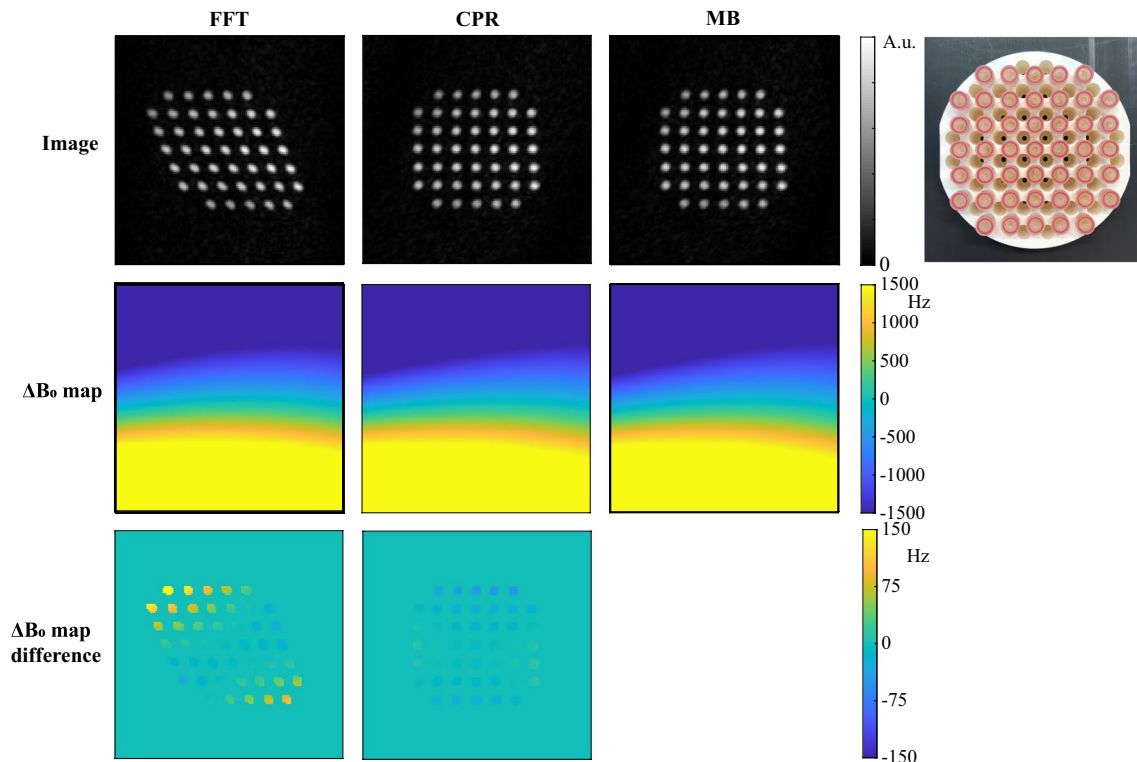 FFT CPR MB
Image
A.u.
0
ΔB₀ map
1500
Hz
1000
500
0
-500
-1000
-1500
ΔB₀ map
difference
150
Hz
75
0
-75
-150